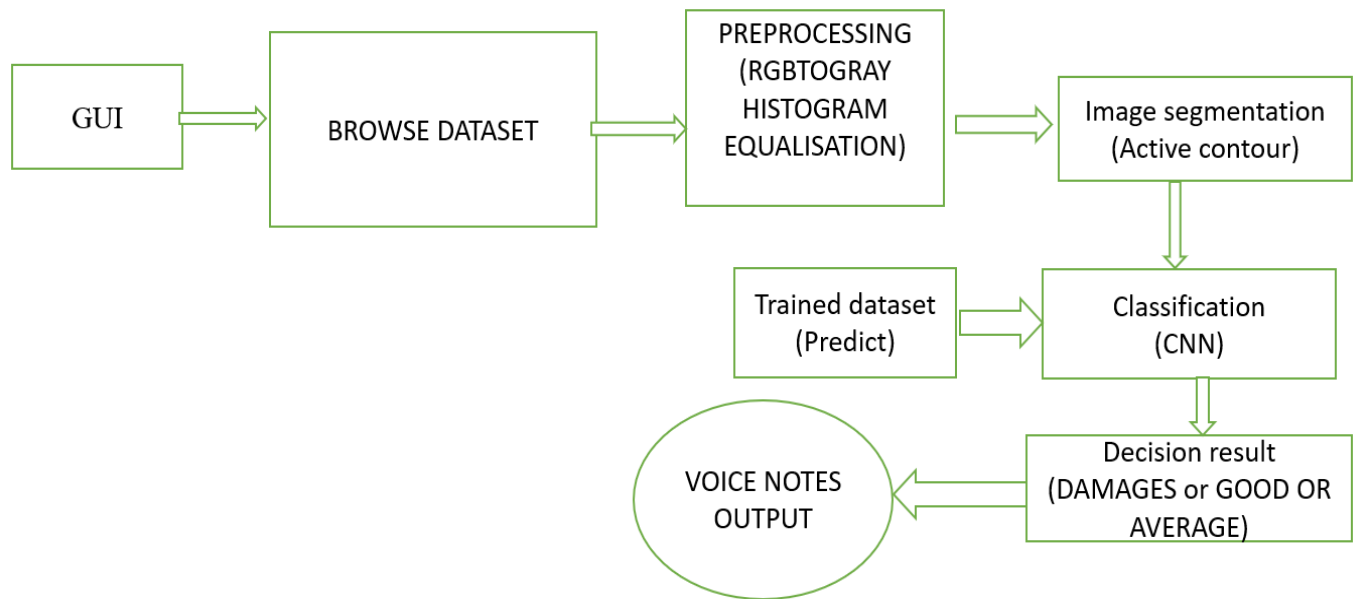 GUI
BROWSE DATASET
PREPROCESSING
(RGBTOGRAY
HISTOGRAM
EQUALISATION)
Image segmentation
(Active contour)
Trained dataset
(Predict)
Classification
(CNN)
Decision result
(DAMAGES or GOOD OR
AVERAGE)
VOICE NOTES
OUTPUT